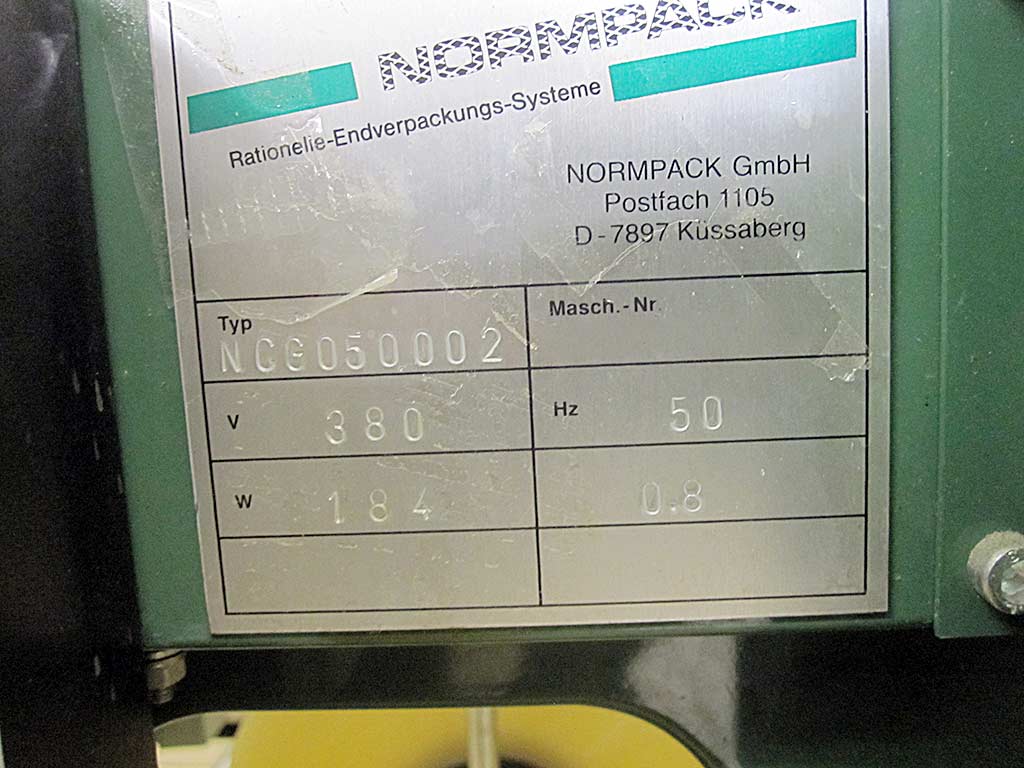 NORMPACK
Rationelle-Endverpackungs-Systeme
NORMPACK GmbH
Postfach 1105
D-7897 Küssaberg
Typ NCG050002
Masch.-Nr.
V 380
Hz 50
W 184
0.8